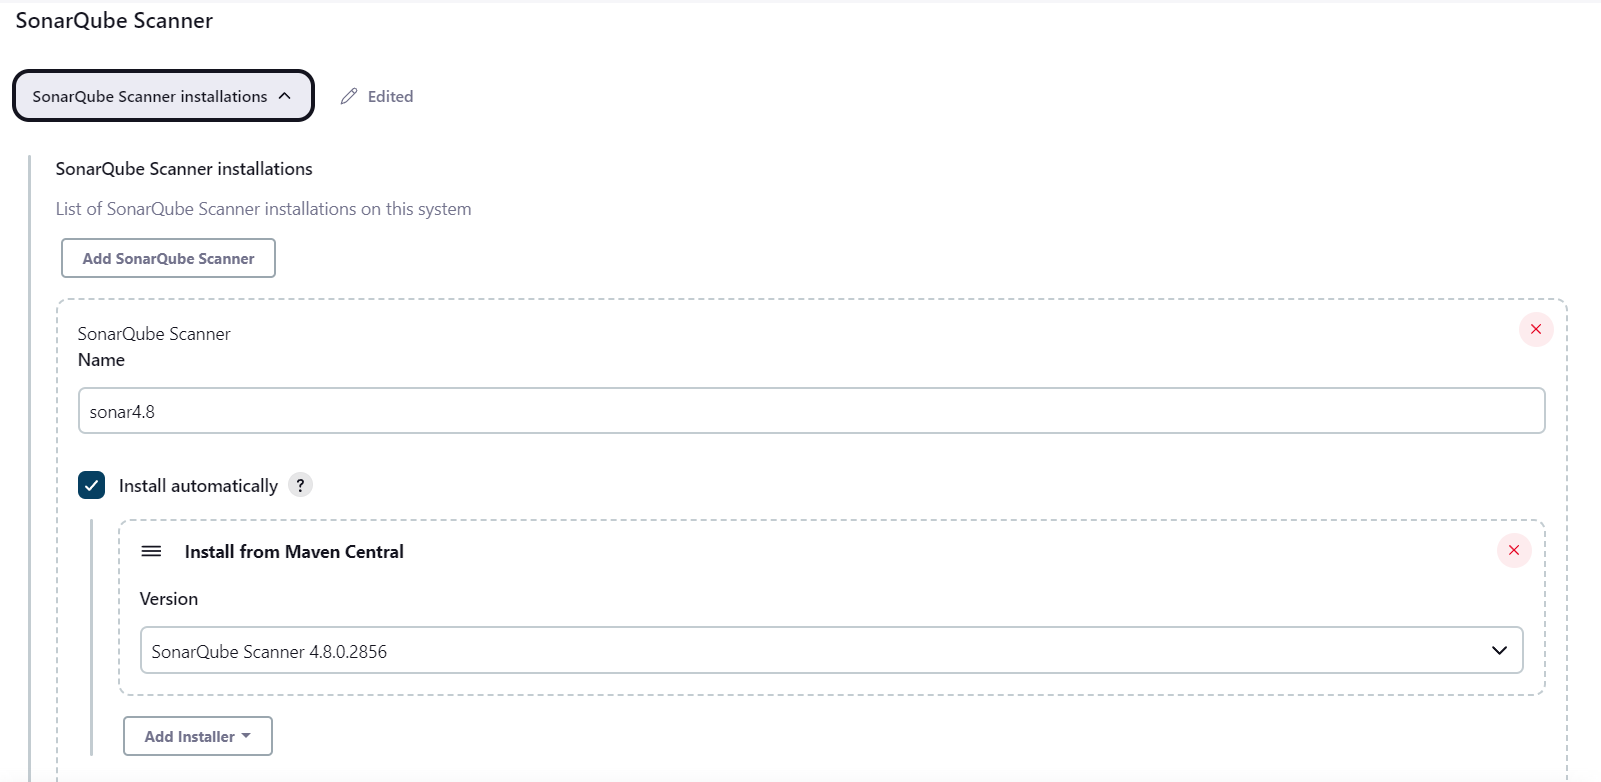 SonarQube Scanner
SonarQube Scanner installations
Edited
SonarQube Scanner installations
List of SonarQube Scanner installations on this system
Add SonarQube Scanner
SonarQube Scanner
Name
sonar4.8
Install automatically ?
Install from Maven Central
Version
SonarQube Scanner 4.8.0.2856
Add Installer